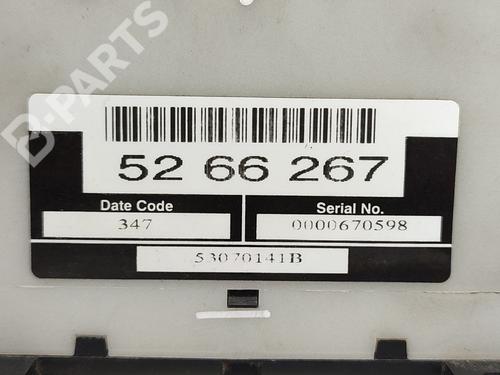 B-PARTS
52 66 267
Date Code
Serial No.
347
0000670598
53070141B